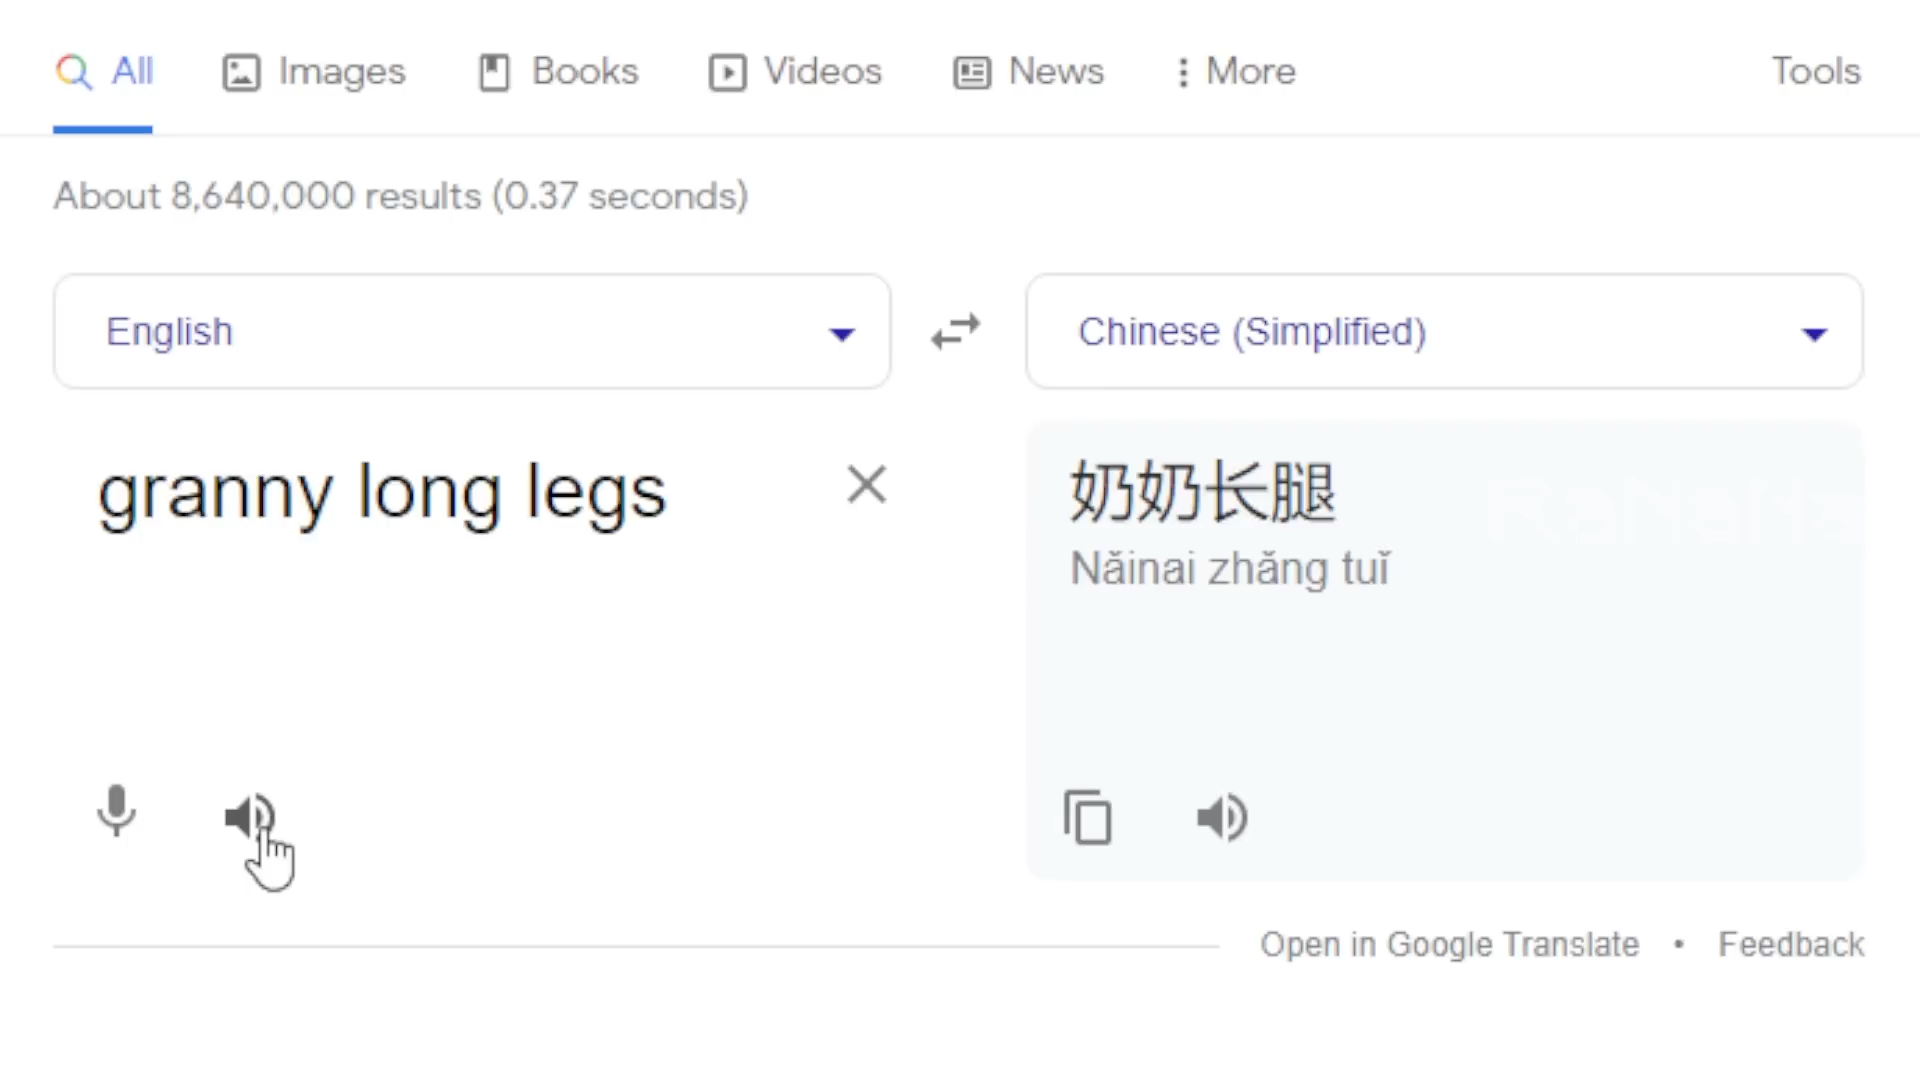 All Images Books Videos News More Tools
About 8,640,000 results (0.37 seconds)
English Chinese (Simplified)
granny long legs
奶奶长腿
Nǎinai zhǎng tuǐ
Open in Google Translate • Feedback